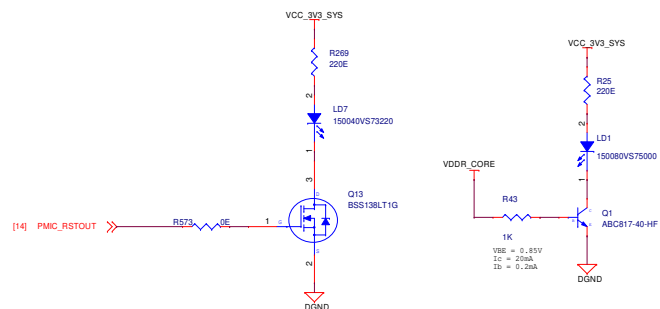 VCC_3V3_SYS
R269
220E
2
LD7
150040VS73220
1
3
Q13
D
BSS138LT1G
[14] PMIC_RSTOUT
R573
0E
1
G
S
2
DGND
VCC_3V3_SYS
R25
220E
2
LD1
150080VS75000
1
VDDR_CORE
R43
1K
Q1
ABC817-40-HF
B
C
E
VBE = 0.85V
Ic = 20mA
Ib = 0.2mA
DGND